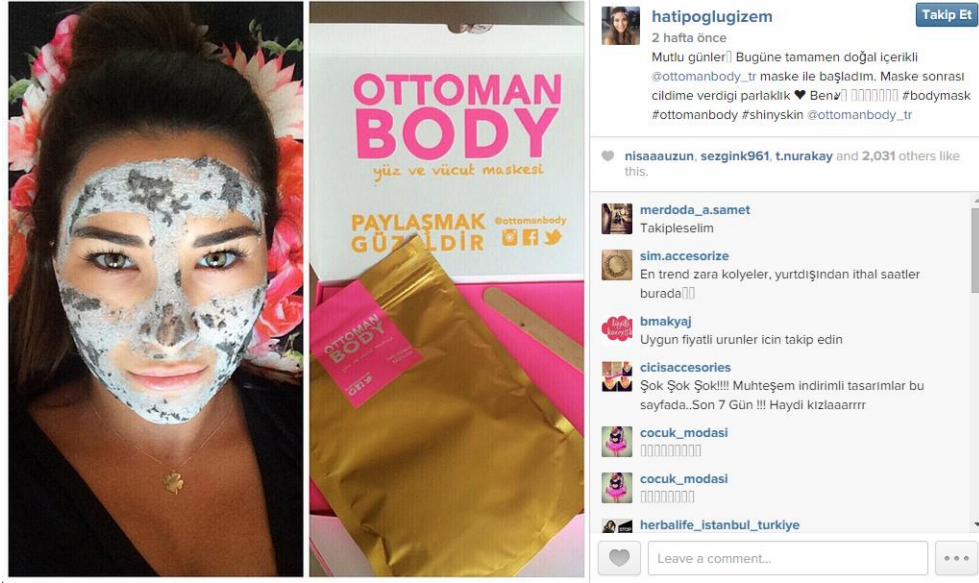 OTTOMAN
BODY
yüz ve vücut maskesi
PAYLAŞMAK
GÜZELDİR
@ottomanbody
OTTOMAN
BODY
hatipoglugizem
Takip Et
2 hafta önce
Mutlu günler Bugüne tamamen doğal içerikli
@ottomanbody_tr maske ile başladım. Maske sonrası
cildime verdigi parlaklık ❤ Ben #bodymask
#ottomanbody #shinyskin @ottomanbody_tr
nisaaauzun, sezgink961, t.nurakay and 2,031 others like
this.
merdoda_a.samet
Takipleselim
sim.accesorize
En trend zara kolyeler, yurtdışından ithal saatler
burada
bmakyaj
Uygun fiyatli urunler icin takip edin
cicisaccesories
Şok Şok Şok!!!! Muhteşem indirimli tasarımlar bu
sayfada..Son 7 Gün !!! Haydi kızlaaarrrr
cocuk_modasi
cocuk_modasi
herbalife_istanbul_turkiye
Leave a comment...